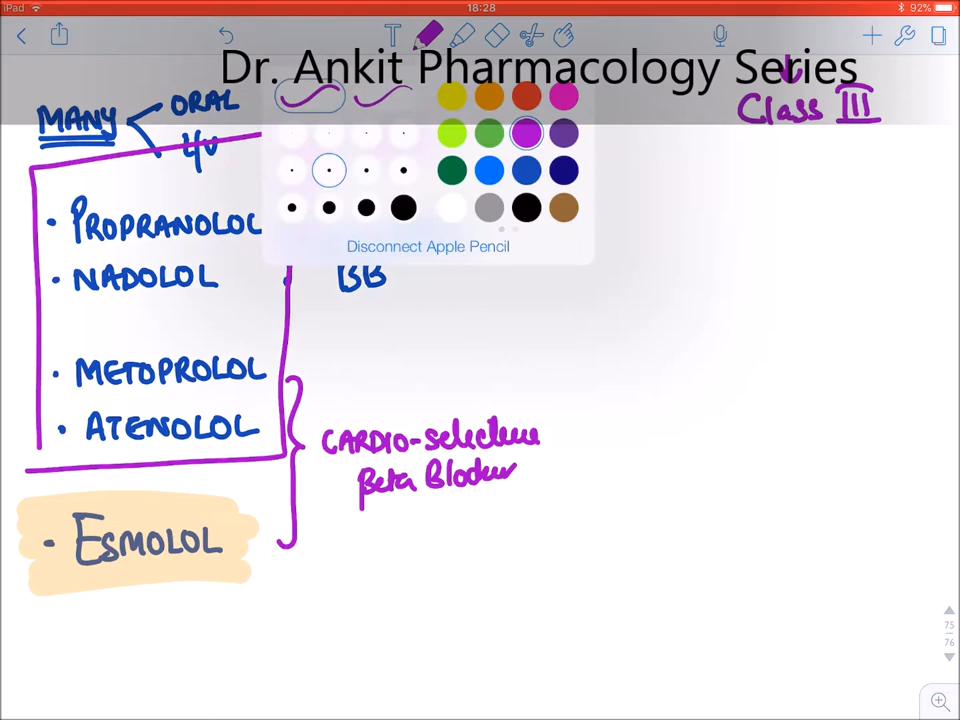 iPad 18:28 92%
Dr. Ankit Pharmacology Series
MANY ORAL
I/v
Class III
• PROPRANOLOL
Disconnect Apple Pencil
• NADOLOL • BB
• METOPROLOL
• ATENOLOL
CARDIO-selective
Beta Blocker
• ESMOLOL
75
76